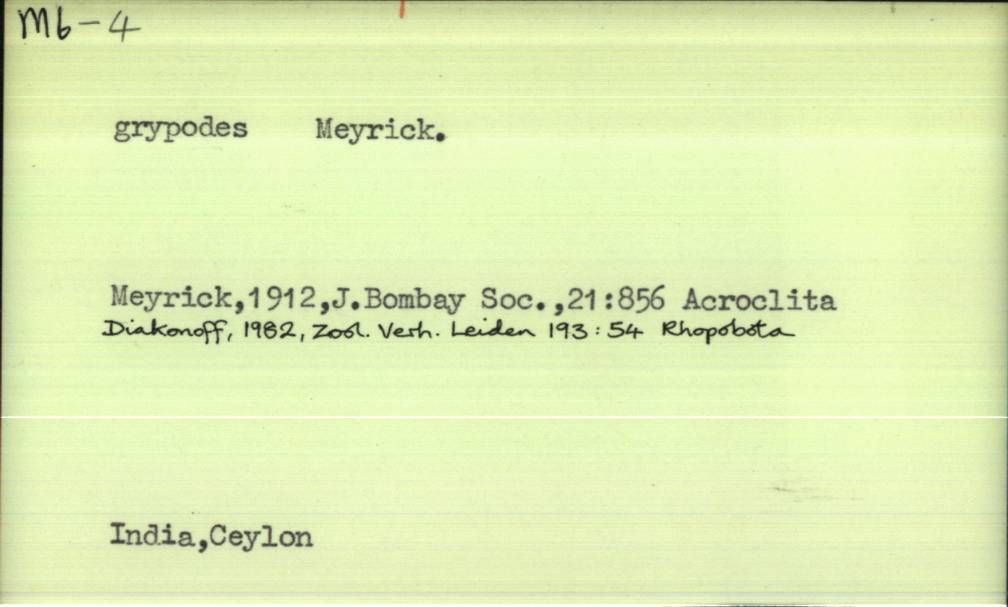 M6-4
grypodes Meyrick.
Meyrick,1912,J.Bombay Soc.,21:856 Acroclita
Diakonoff, 1982, Zool. Verh. Leiden 193:54 Rhopobota
India,Ceylon